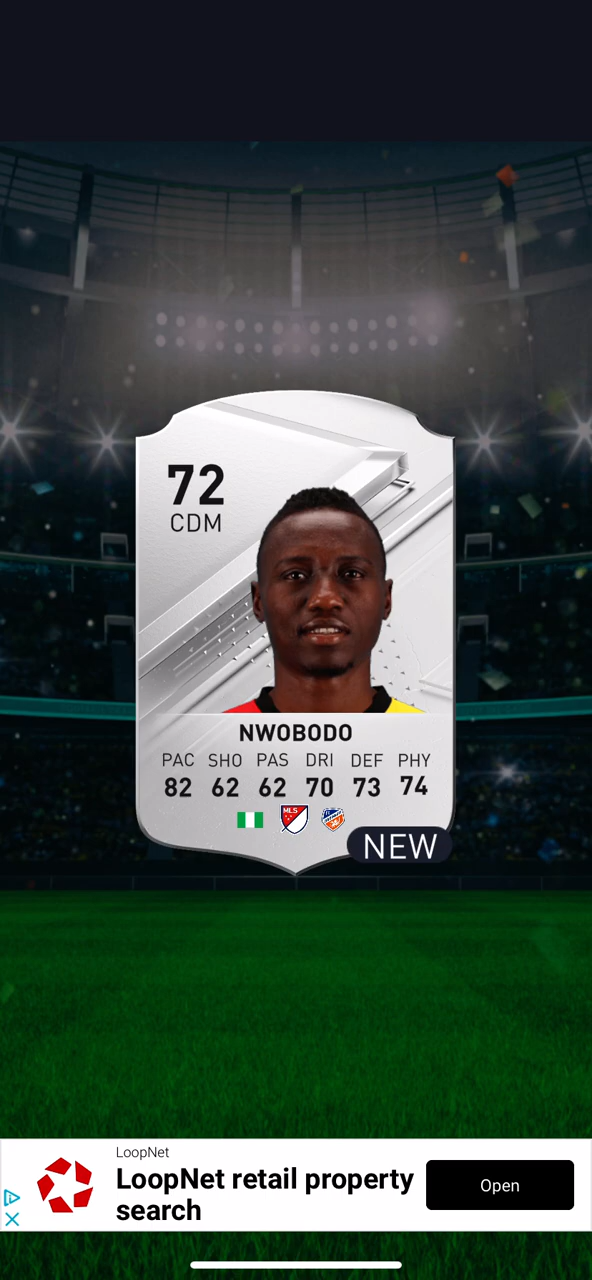 72
CDM
NWOBODO
PAC SHO PAS DRI DEF PHY
82 62 62 70 73 74
MLS
NEW
LoopNet
LoopNet retail property
search
Open